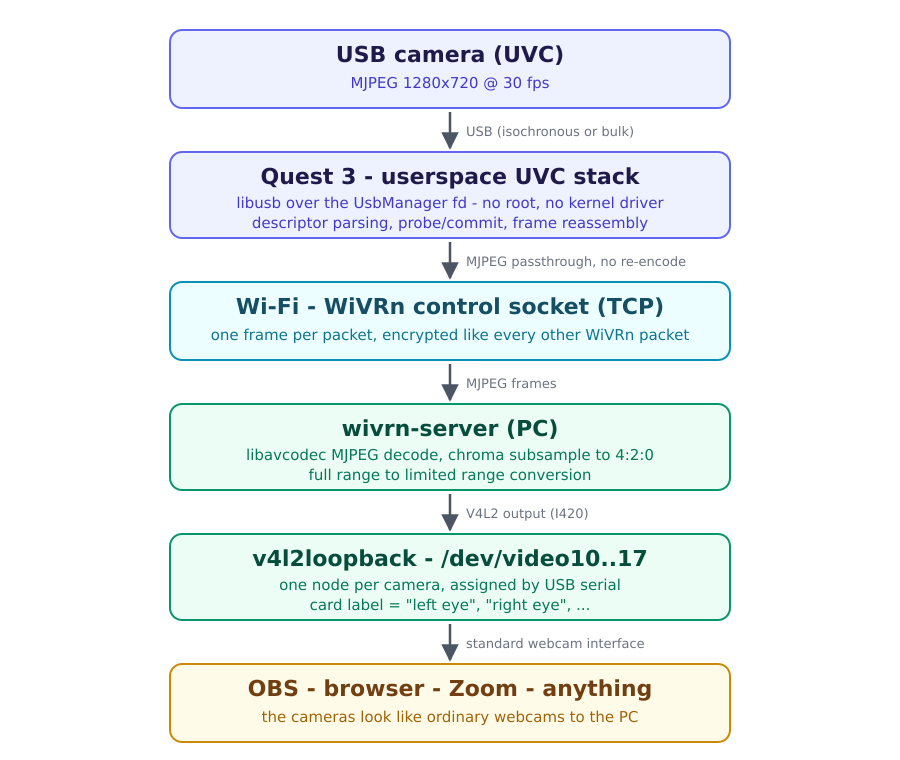 USB camera (UVC)
MJPEG 1280x720 @ 30 fps
USB (isochronous or bulk)
Quest 3 - userspace UVC stack
libusb over the UsbManager fd - no root, no kernel driver
descriptor parsing, probe/commit, frame reassembly
MJPEG passthrough, no re-encode
Wi-Fi - WiVRn control socket (TCP)
one frame per packet, encrypted like every other WiVRn packet
MJPEG frames
wivrn-server (PC)
libavcodec MJPEG decode, chroma subsample to 4:2:0
full range to limited range conversion
V4L2 output (I420)
v4l2loopback - /dev/video10..17
one node per camera, assigned by USB serial
card label = "left eye", "right eye", ...
standard webcam interface
OBS - browser - Zoom - anything
the cameras look like ordinary webcams to the PC